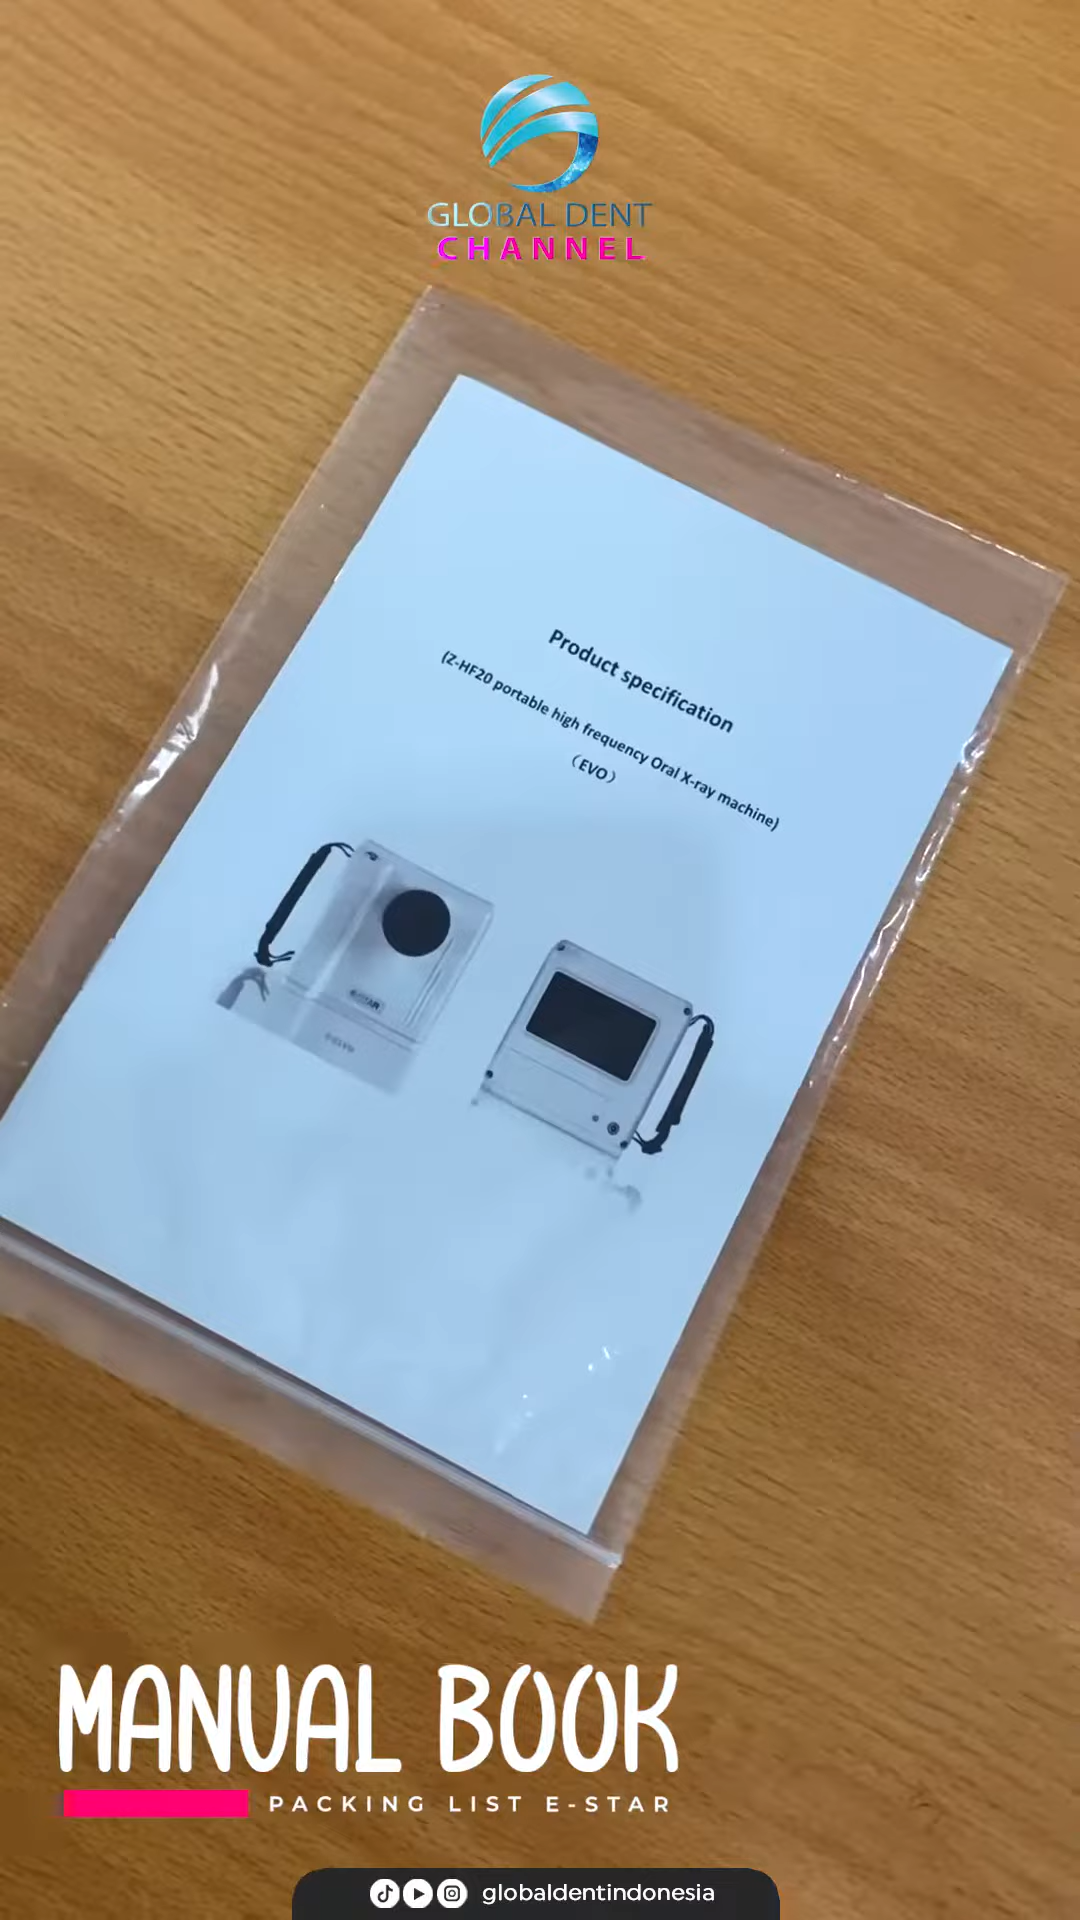 GLOBAL DENT
CHANNEL
Product specification
(Z-HF20 portable high frequency Oral X-ray machine)
（EVO）
MANUAL BOOK
PACKING LIST E-STAR
globaldentindonesia